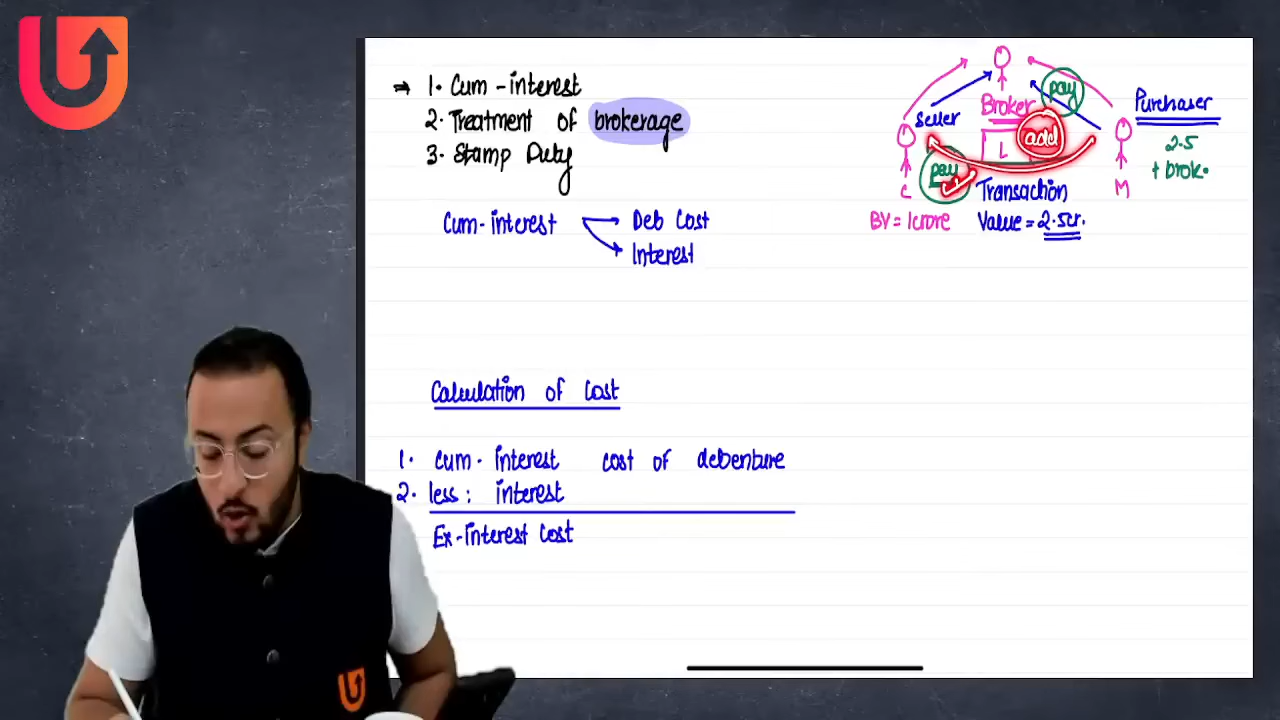 → 1. Cum-interest
2. Treatment of brokerage
3. Stamp Duty
Cum-interest → Deb Cost
→ Interest
Broker
pay
Purchaser
Seller
add
L
2.5
+ brok.
pay
C
Transaction
M
BV = 1 crore
Value = 2.5cr.
Calculation of Cost
1. Cum-Interest cost of debenture
2. less: interest
Ex-Interest Cost